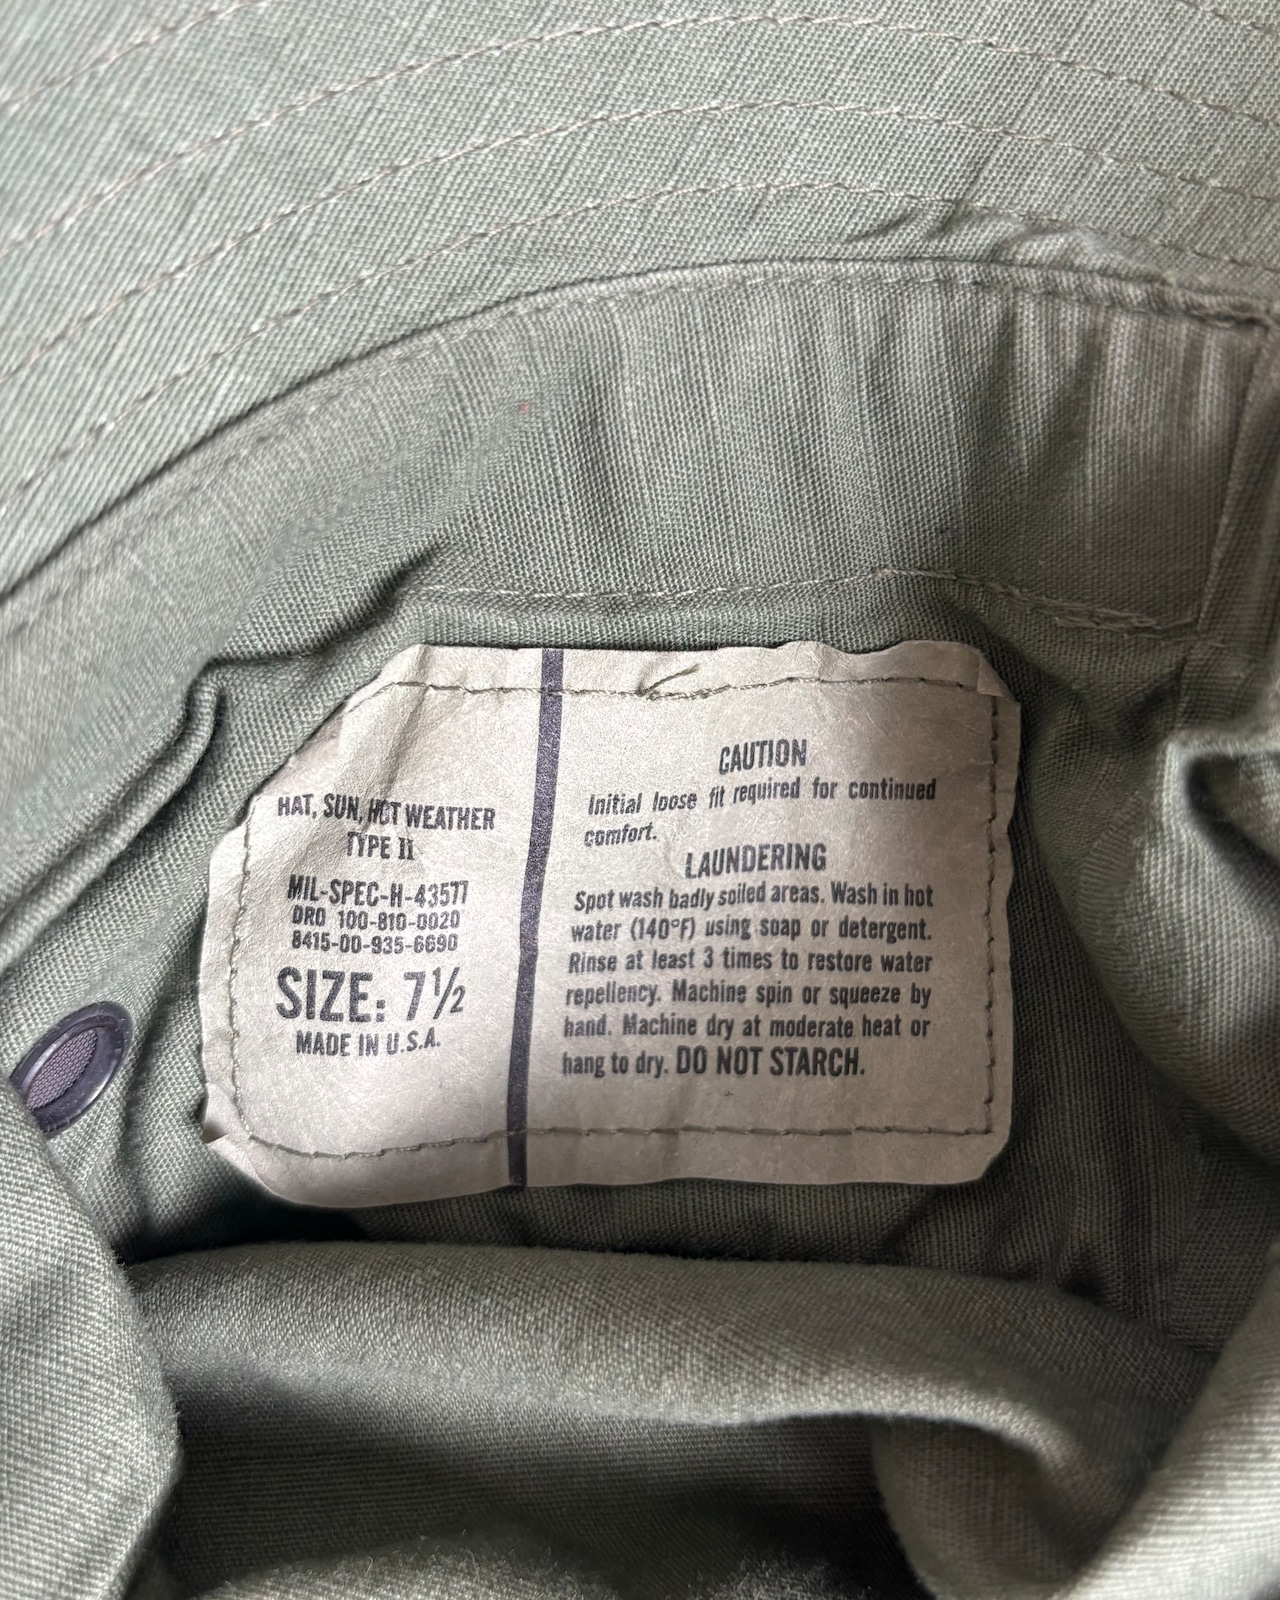 HAT, SUN, HOT WEATHER
TYPE II
MIL-SPEC-H-43577
DRO 100-810-0020
8415-00-935-6690
SIZE: 7½
MADE IN U.S.A.
CAUTION
Initial loose fit required for continued
comfort.
LAUNDERING
Spot wash badly soiled areas. Wash in hot
water (140°F) using soap or detergent.
Rinse at least 3 times to restore water
repellency. Machine spin or squeeze by
hand. Machine dry at moderate heat or
hang to dry. DO NOT STARCH.